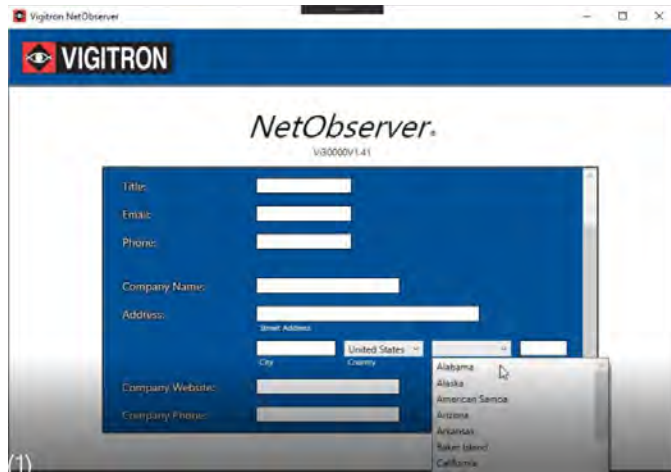 Vigitron NetObserver
VIGITRON
NetObserver®
Vi30000V1.41
Title:
Email:
Phone:
Company Name:
Address:
Street Address
United States
City
Country
Alabama
Company Website:
Alaska
American Samoa
Arizona
Company Phone:
Arkansas
Baker Island
California
(1)